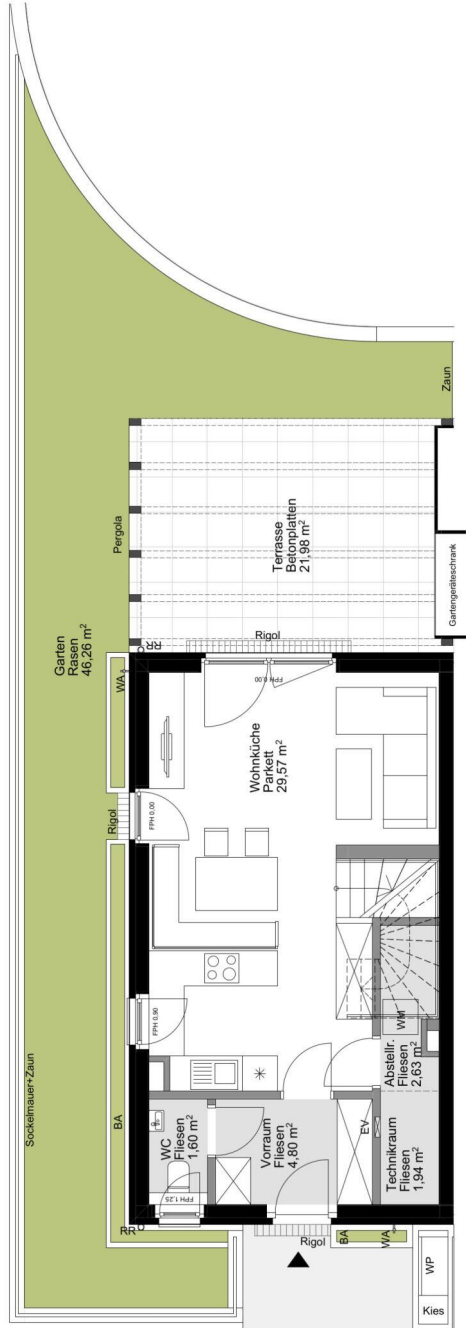 Sockelmauer+Zaun
Garten
Rasen
46,26 m²
BA
Rigol
WA
Pergola
RR
RR
FPH 1,25
FPH 0,90
FPH 0,00
WC
Fliesen
1,60 m²
Vorraum
Fliesen
4,80 m²
Wohnküche
Parkett
29,57 m²
FPH 0,00
Rigol
Terrasse
Betonplatten
21,98 m²
Zaun
Rigol
BA
WA
EV
Technikraum
Fliesen
1,94 m²
Abstellr.
Fliesen
2,63 m²
WM
Gartengeräteschrank
Kies
WP